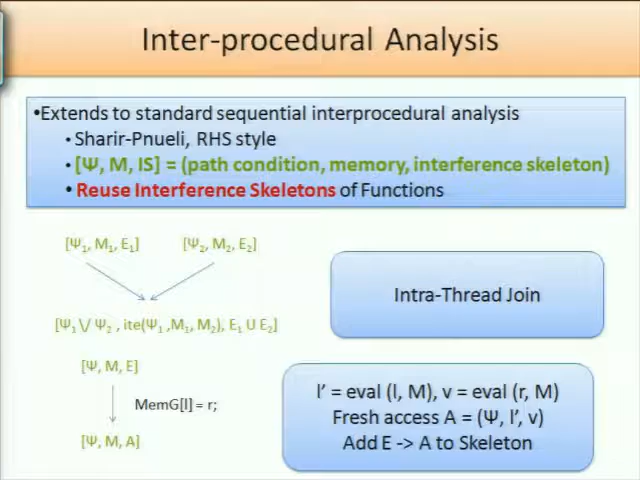 Inter-procedural Analysis
•Extends to standard sequential interprocedural analysis
• Sharir-Pnueli, RHS style
• [Ψ, M, IS] = (path condition, memory, interference skeleton)
• Reuse Interference Skeletons of Functions
[Ψ₁, M₁, E₁] [Ψ₂, M₂, E₂]
Intra-Thread Join
[Ψ₁ \/ Ψ₂ , ite(Ψ₁ ,M₁, M₂), E₁ U E₂]
[Ψ, M, E]
MemG[l] = r;
[Ψ, M, A]
l' = eval (l, M), v = eval (r, M)
Fresh access A = (Ψ, l', v)
Add E -> A to Skeleton